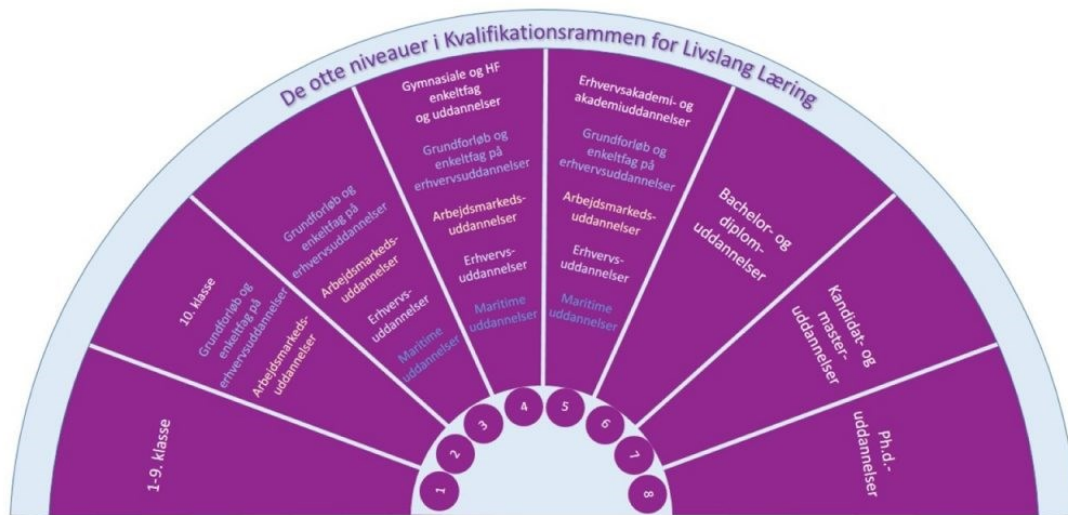 De otte niveauer i Kvalifikationsrammen for Livslang Læring
1-9. klasse
10. klasse
Grundforløb og
enkeltfag på
erhvervsuddannelser
Arbejdsmarkeds-
uddannelser
Grundforløb og
enkeltfag på
erhvervsuddannelser
Arbejdsmarkeds-
uddannelser
Erhvervs-
uddannelser
Maritime
uddannelser
Gymnasiale og HF
enkeltfag
og uddannelser
Grundforløb og
enkeltfag på
erhvervsuddannelser
Arbejdsmarkeds-
uddannelser
Erhvervs-
uddannelser
Maritime
uddannelser
Erhvervsakademi- og
akademiuddannelser
Grundforløb og
enkeltfag på
erhvervsuddannelser
Arbejdsmarkeds-
uddannelser
Erhvervs-
uddannelser
Maritime
uddannelser
Bachelor- og
diplom-
uddannelser
Kandidat- og
master-
uddannelser
Ph.d.-
uddannelser
1
2
3
4
5
6
7
8